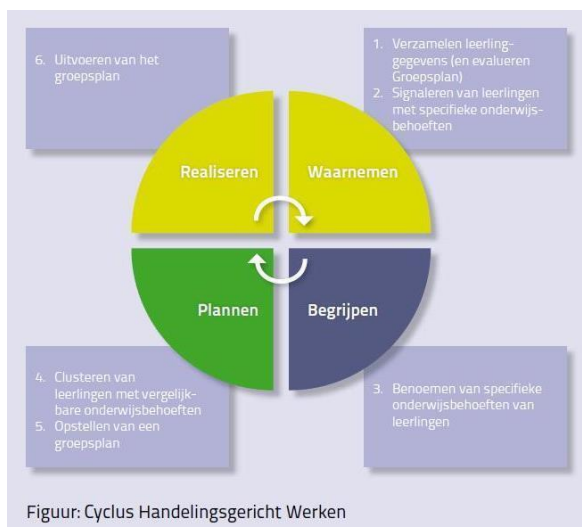 6. Uitvoeren van het
groepsplan
1. Verzamelen leerling-
gegevens (en evalueren
Groepsplan)
2. Signaleren van leerlingen
met specifieke onderwijs-
behoeften
Realiseren
Waarnemen
Plannen
Begrijpen
4. Clusteren van
leerlingen met vergelijk-
bare onderwijsbehoeften
5. Opstellen van een
groepsplan
3. Benoemen van specifieke
onderwijsbehoeften van
leerlingen
Figuur: Cyclus Handelingsgericht Werken